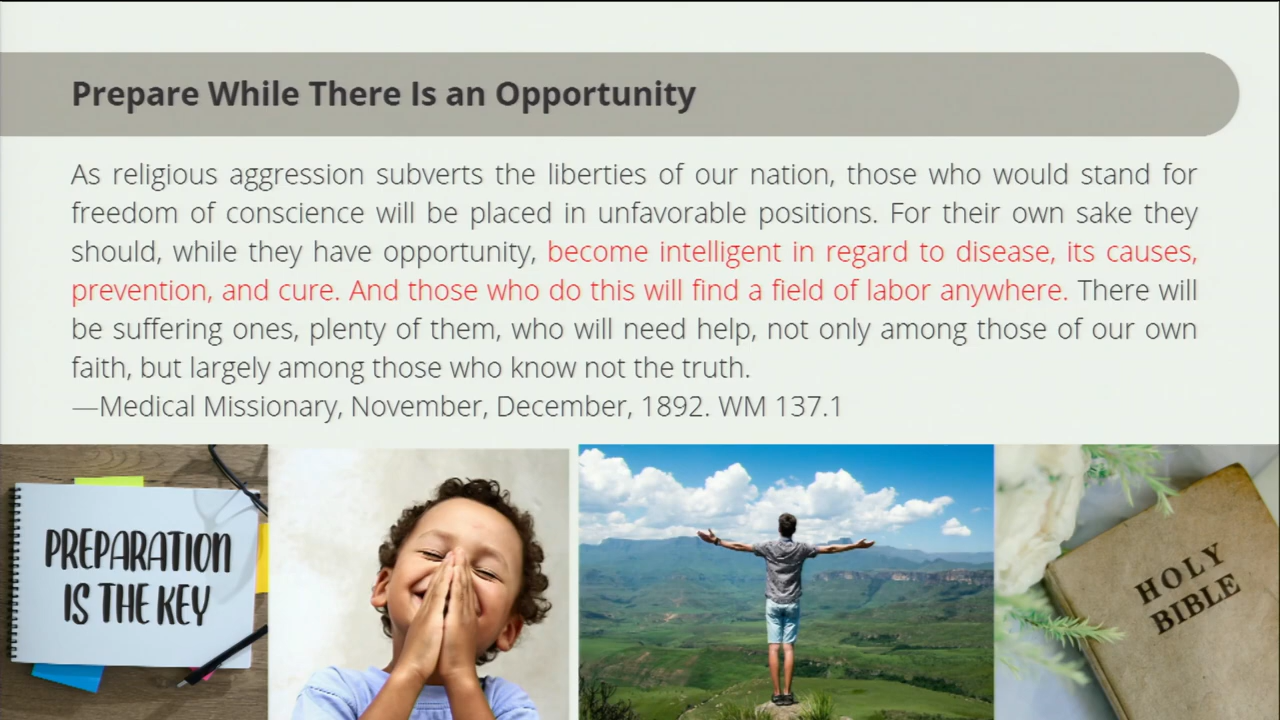 Prepare While There Is an Opportunity
As religious aggression subverts the liberties of our nation, those who would stand for
freedom of conscience will be placed in unfavorable positions. For their own sake they
should, while they have opportunity, become intelligent in regard to disease, its causes,
prevention, and cure. And those who do this will find a field of labor anywhere. There will
be suffering ones, plenty of them, who will need help, not only among those of our own
faith, but largely among those who know not the truth.
—Medical Missionary, November, December, 1892. WM 137.1
PREPARATION
IS THE KEY
HOLY
BIBLE